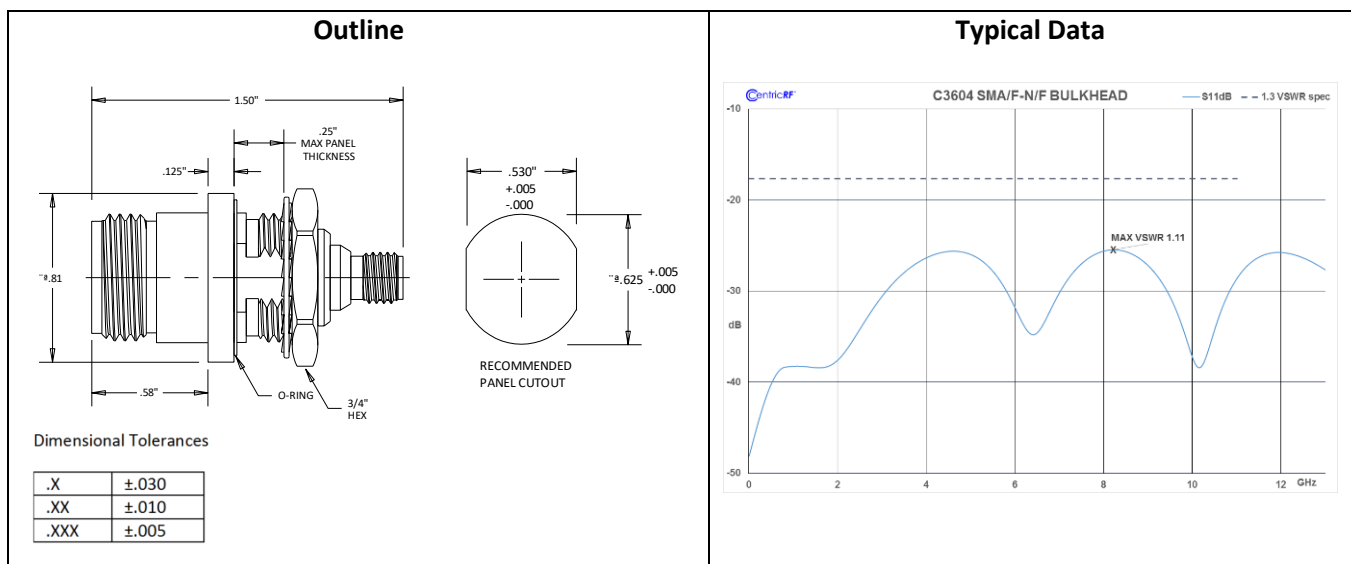 Outline
1.50"
.25"
MAX PANEL
THICKNESS
.125"
¨ª.81
.58"
O-RING
3/4"
HEX
.530"
+.005
-.000
¨ª.625
+.005
-.000
RECOMMENDED
PANEL CUTOUT
Dimensional Tolerances
.X ±.030
.XX ±.010
.XXX ±.005
Typical Data
CentricRF™
C3604 SMA/F-N/F BULKHEAD
S11dB
1.3 VSWR spec
-10
-20
MAX VSWR 1.11
X
-30
dB
-40
-50
0 2 4 6 8 10 12 GHz